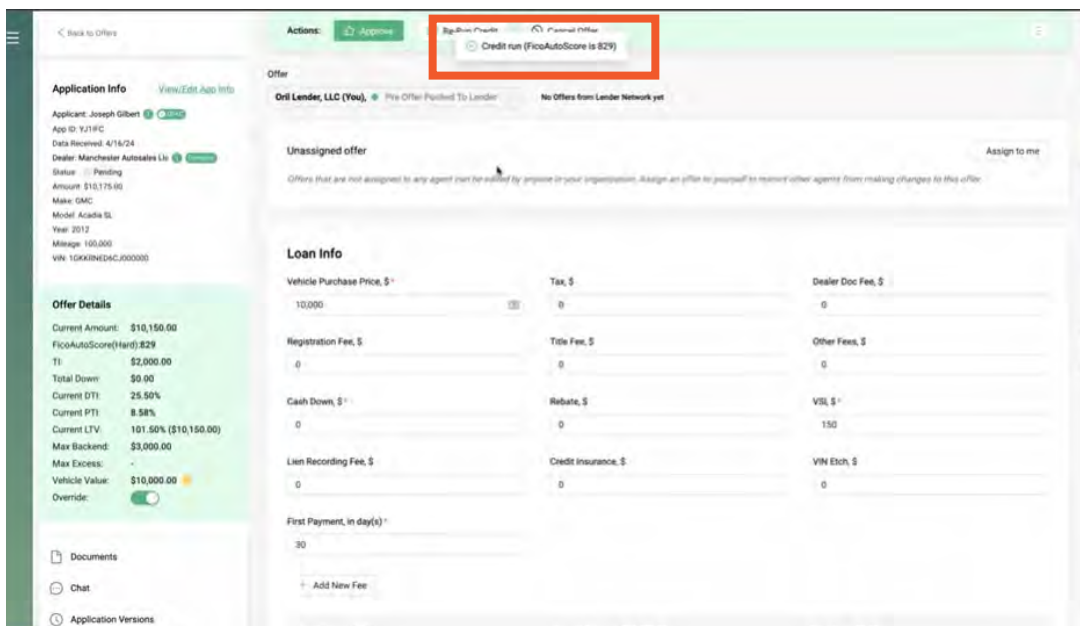 Back to Offers
Actions: Approve Re-Run Credit Cancel Offer
Credit run (FicoAutoScore is 829)
Application Info View/Edit App Info
Applicant: Joseph Gilbert
App ID: YJ1IFC
Data Received: 4/16/24
Dealer: Manchester Autosales Llc
Status: Pending
Amount: $10,175.00
Make: GMC
Model: Acadia SL
Year: 2012
Mileage: 100,000
Offer Details
Current Amount: $10,150.00
FicoAutoScore(Hard):829
TI: $2,000.00
Total Down: $0.00
Current DTI: 25.50%
Current PTI: 8.58%
Current LTV: 101.50% ($10,150.00)
Max Backend: $3,000.00
Max Excess: -
Vehicle Value: $10,000.00
Override:
Documents
Chat
Application Versions
Offer
Oril Lender, LLC (You), Pre Offer Pushed To Lender No Offers from Lender Network yet
Unassigned offer Assign to me
Offers that are not assigned to any agent can be edited by anyone in your organization. Assign an offer to yourself to restrict other agents from making changes to this offer.
Loan Info
Vehicle Purchase Price, $ * Tax, $ Dealer Doc Fee, $
10,000 0 0
Registration Fee, $ Title Fee, $ Other Fees, $
0 0 0
Cash Down, $ * Rebate, $ VSI, $ *
0 0 150
Lien Recording Fee, $ Credit Insurance, $ VIN Etch, $
0 0 0
First Payment, in day(s) *
30
+ Add New Fee